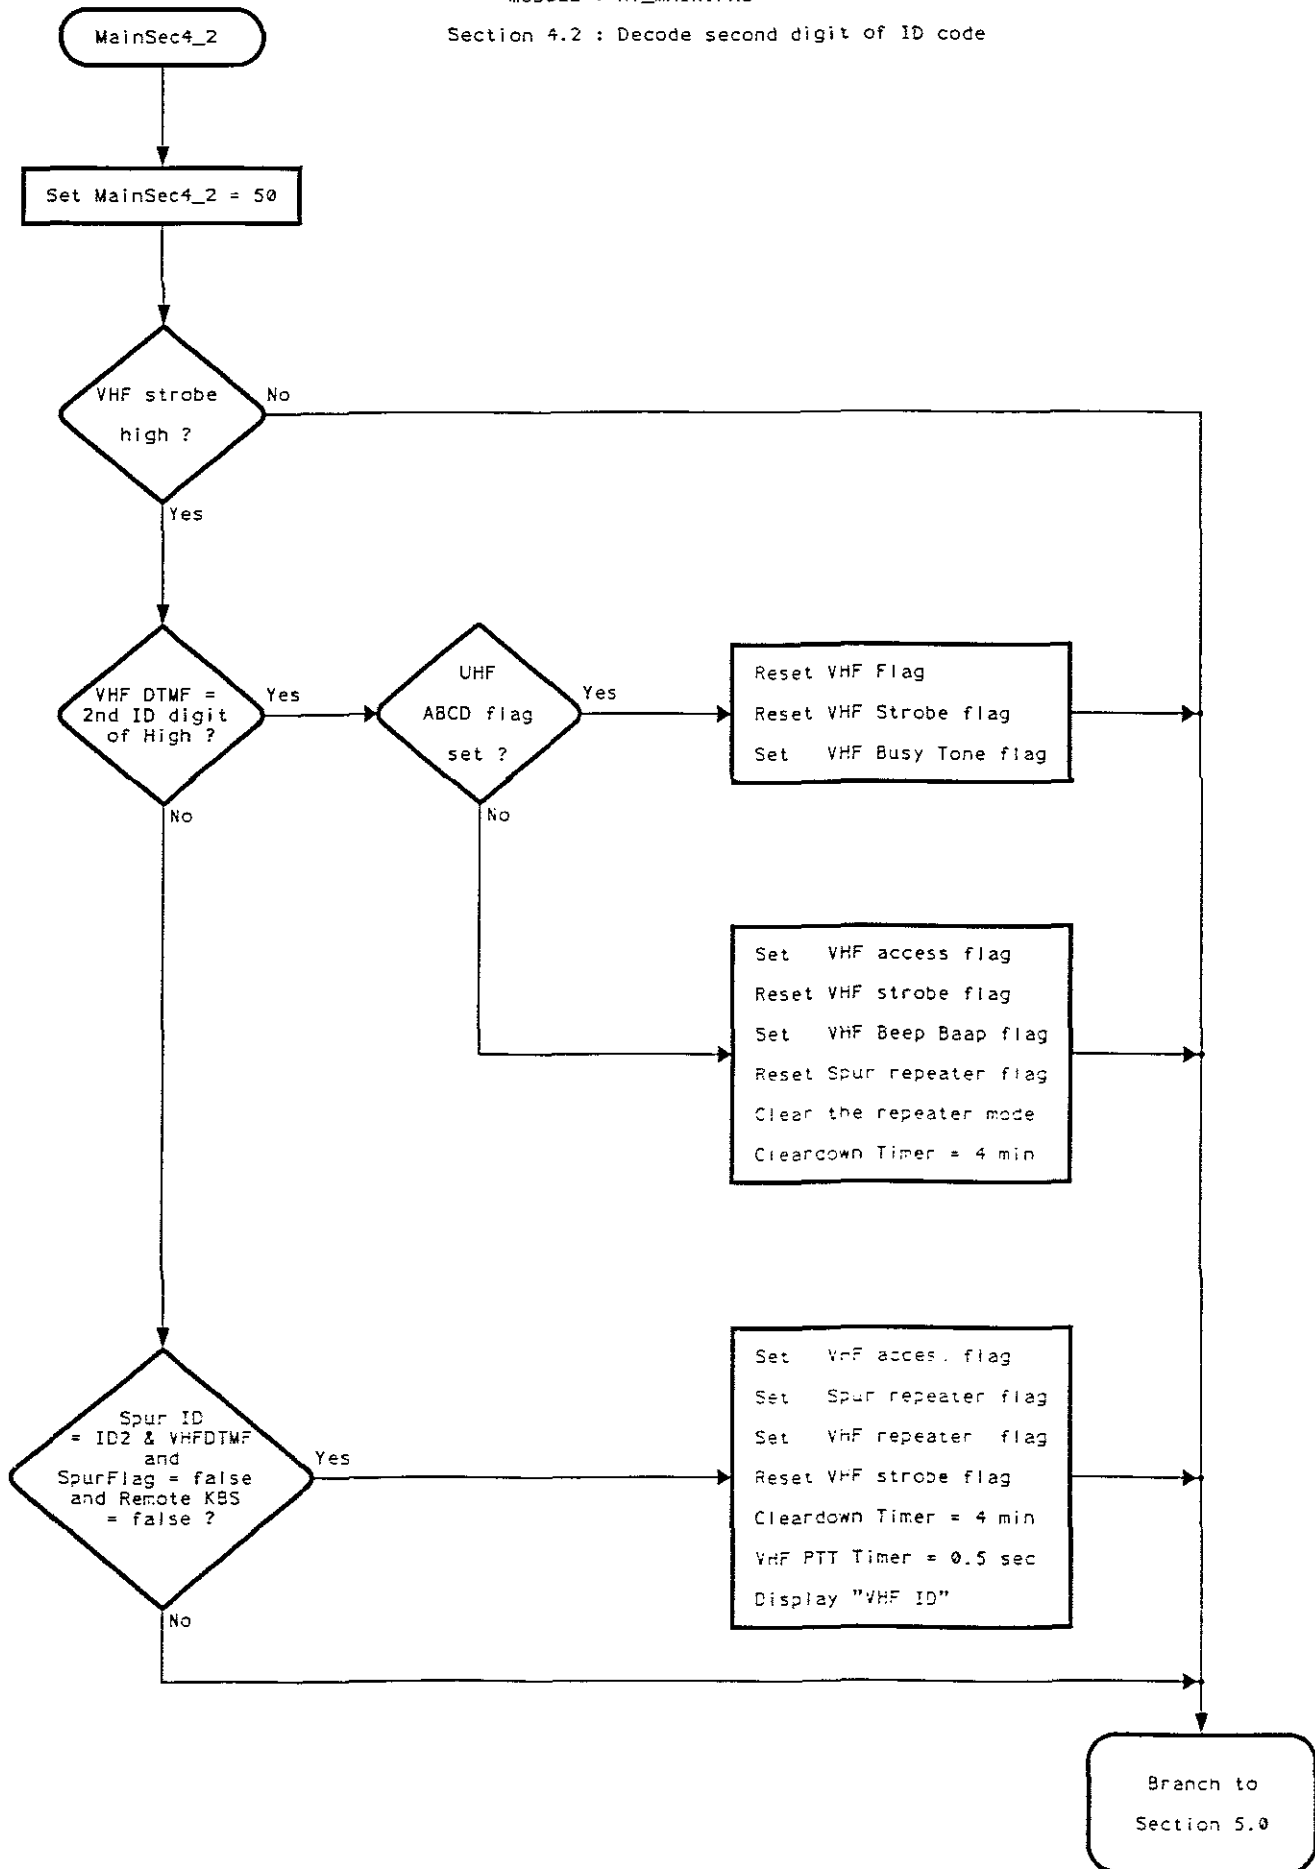 Section 4.2 : Decode second digit of ID code
MainSec4_2
Set MainSec4_2 = 50
VHF strobe
high ?
No
Yes
VHF DTMF =
2nd ID digit
of High ?
Yes
No
UHF
ABCD flag
set ?
Yes
No
Reset VHF Flag
Reset VHF Strobe flag
Set VHF Busy Tone flag
Set VHF access flag
Reset VHF strobe flag
Set VHF Beep Baap flag
Reset Spur repeater flag
Clear the repeater mode
Cleardown Timer = 4 min
Spur ID
= ID2 & VHFDTMF
and
SpurFlag = false
and Remote KBS
= false ?
Yes
No
Set VHF acces. flag
Set Spur repeater flag
Set VHF repeater flag
Reset VHF strobe flag
Cleardown Timer = 4 min
VHF PTT Timer = 0.5 sec
Display "VHF ID"
Branch to
Section 5.0